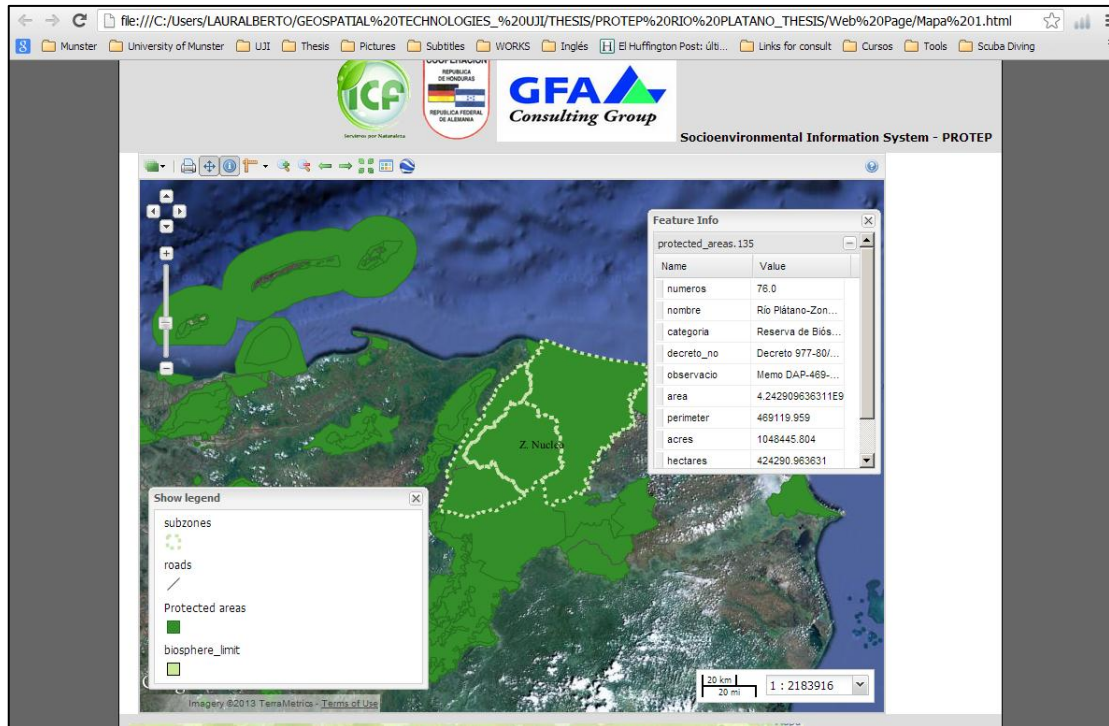 file:///C:/Users/LAURALBERTO/GEOSPATIAL%20TECHNOLOGIES_%20UJI/THESIS/PROTEP%20RIO%20PLATANO_THESIS/Web%20Page/Mapa%201.html
8 Munster University of Munster UJI Thesis Pictures Subtitles WORKS Inglés H El Huffington Post: últi... Links for consult Cursos Tools Scuba Diving
ICF
COOPERACION
REPUBLICA
DE HONDURAS
REPUBLICA FEDERAL
DE ALEMANIA
GFA
Consulting Group
Socioenvironmental Information System - PROTEP
Feature Info
protected_areas.135
Name Value
numeros 76.0
nombre Río Plátano-Zon...
categoria Reserva de Biós...
decreto_no Decreto 977-80/...
observacio Memo DAP-469-...
area 4.242909636311E9
perimeter 469119.959
acres 1048445.804
hectares 424290.963631
Z. Nucleo
Show legend
subzones
roads
Protected areas
biosphere_limit
20 km
20 mi
1 : 2183916
Imagery ©2013 TerraMetrics - Terms of Use